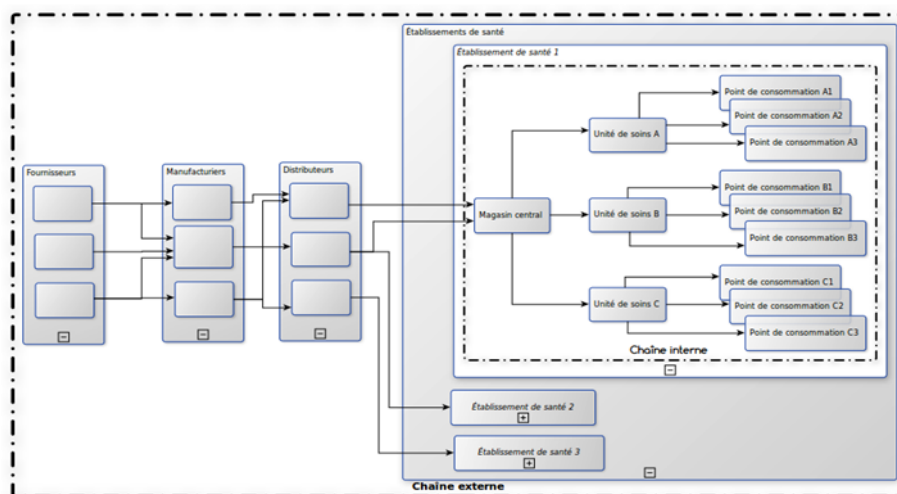 Établissements de santé
Établissement de santé 1
Point de consommation A1
Point de consommation A2
Unité de soins A
Point de consommation A3
Fournisseurs
Manufacturiers
Distributeurs
Point de consommation B1
Magasin central
Unité de soins B
Point de consommation B2
Point de consommation B3
Point de consommation C1
Unité de soins C
Point de consommation C2
Point de consommation C3
Chaîne interne
Établissement de santé 2
Établissement de santé 3
Chaîne externe